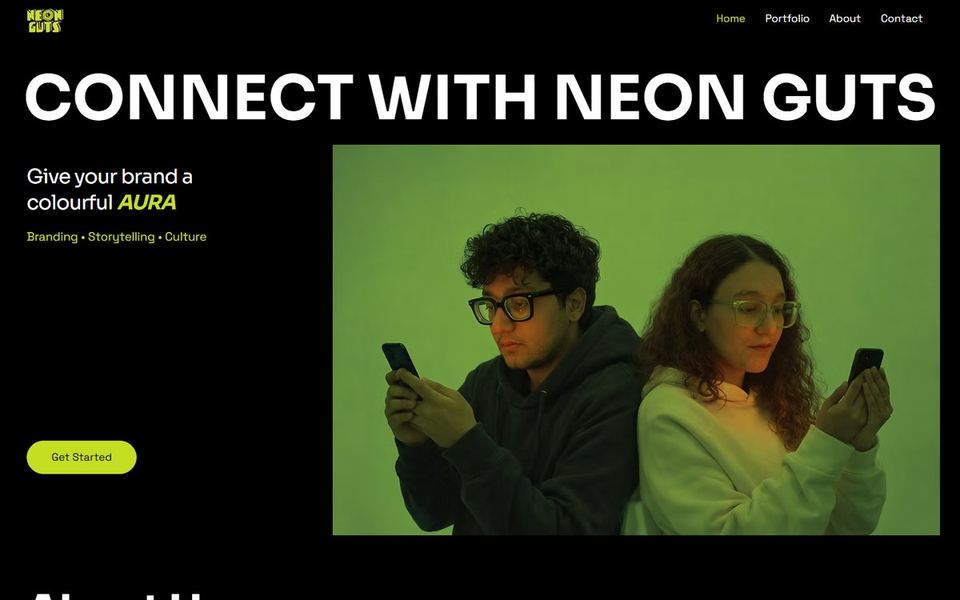 NEON
GUTS
Home Portfolio About Contact
CONNECT WITH NEON GUTS
Give your brand a
colourful AURA
Branding • Storytelling • Culture
Get Started